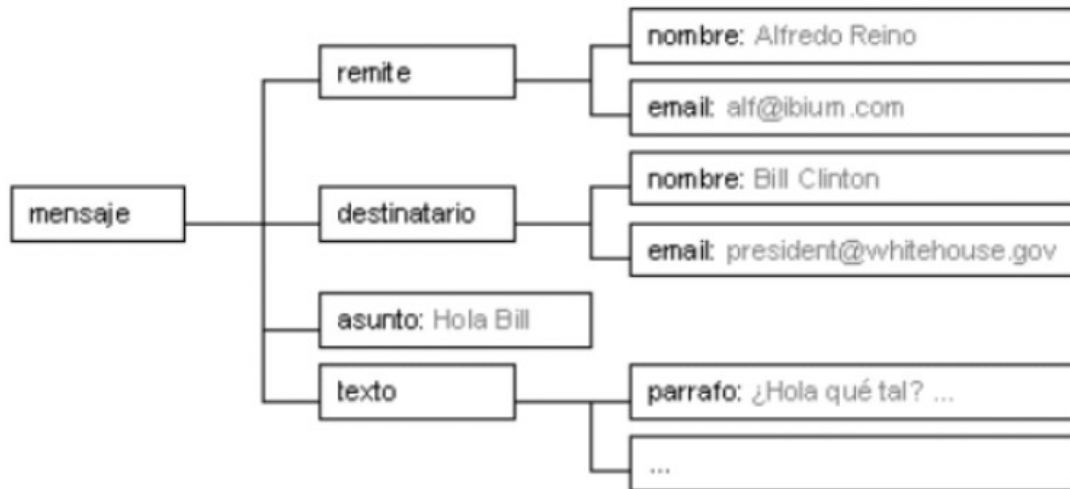 mensaje
remite
nombre: Alfredo Reino
email: alf@ibium.com
destinatario
nombre: Bill Clinton
email: president@whitehouse.gov
asunto: Hola Bill
texto
parrafo: ¿Hola qué tal? ...
...